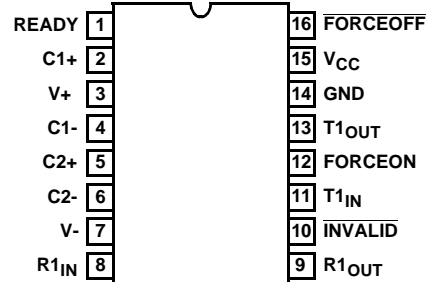 READY 1 16 FORCEOFF
C1+ 2 15 VCC
V+ 3 14 GND
C1- 4 13 T1OUT
C2+ 5 12 FORCEON
C2- 6 11 T1IN
V- 7 10 INVALID
R1IN 8 9 R1OUT